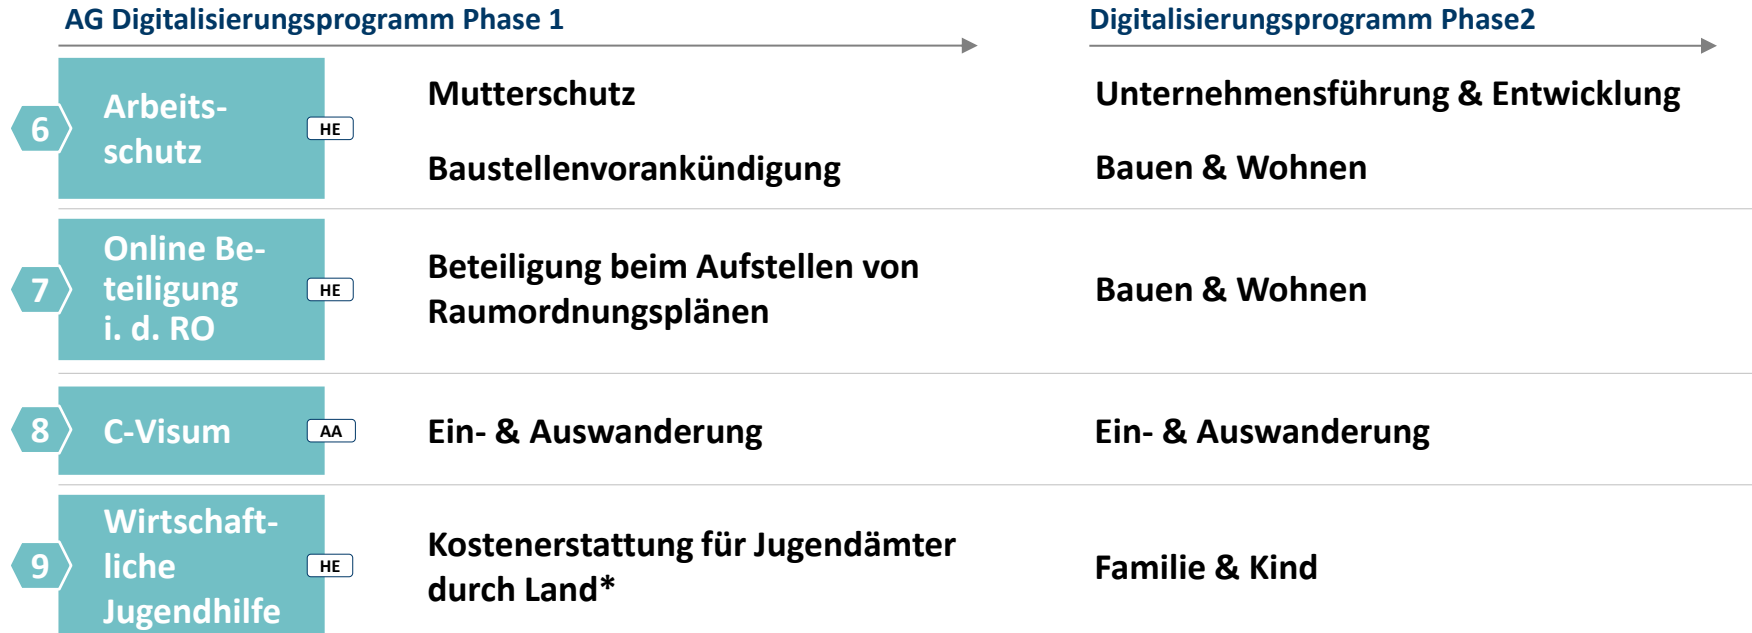 AG Digitalisierungsprogramm Phase 1
Digitalisierungsprogramm Phase2
6
Arbeits-
schutz
HE
Mutterschutz
Unternehmensführung & Entwicklung
Baustellenvorankündigung
Bauen & Wohnen
7
Online Be-
teiligung
i. d. RO
HE
Beteiligung beim Aufstellen von
Raumordnungsplänen
Bauen & Wohnen
8
C-Visum
AA
Ein- & Auswanderung
Ein- & Auswanderung
9
Wirtschaft-
liche
Jugendhilfe
HE
Kostenerstattung für Jugendämter
durch Land*
Familie & Kind